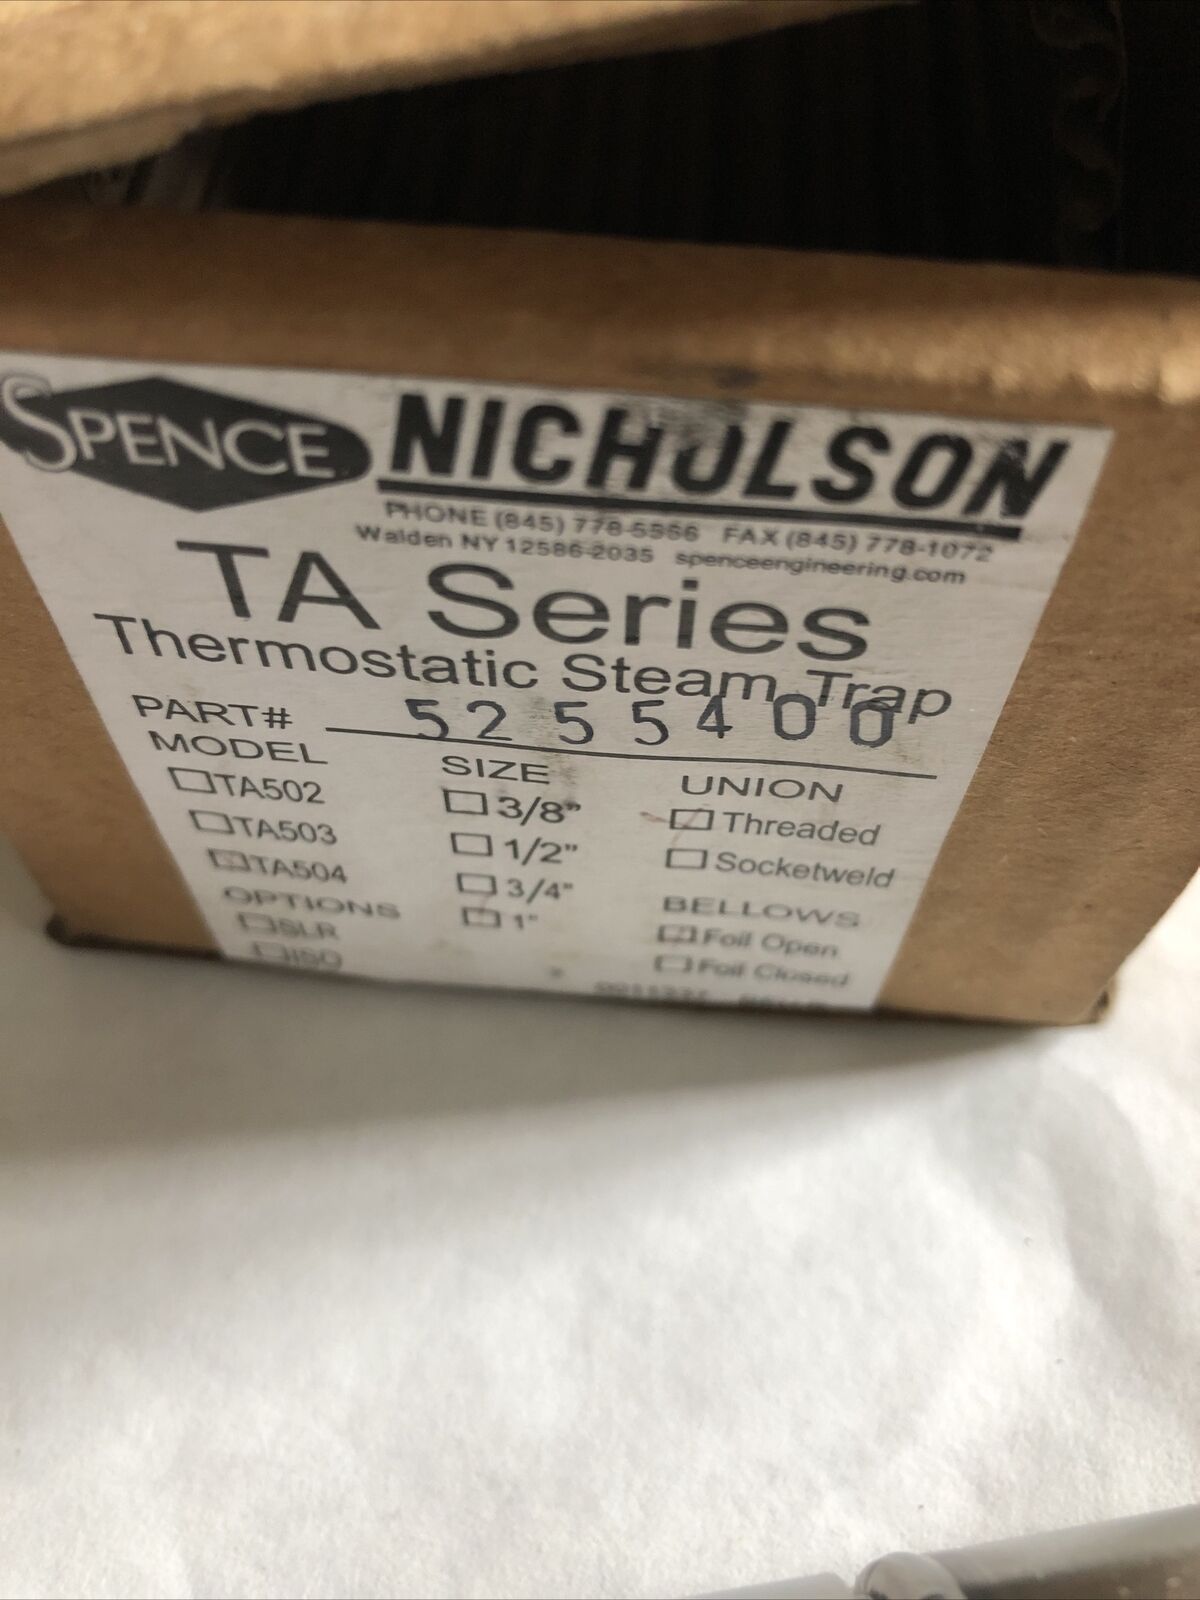 SPENCE NICHOLSON
PHONE (845) 778-5566 FAX (845) 778-1072
Walden NY 12586-2035 spenceengineering.com
TA Series
Thermostatic Steam Trap
PART# 5255400
MODEL SIZE UNION
TA502 3/8" Threaded
TA503 1/2" Socketweld
TA504 3/4"
OPTIONS 1" BELLOWS
SLR Foil Open
ISO Foil Closed